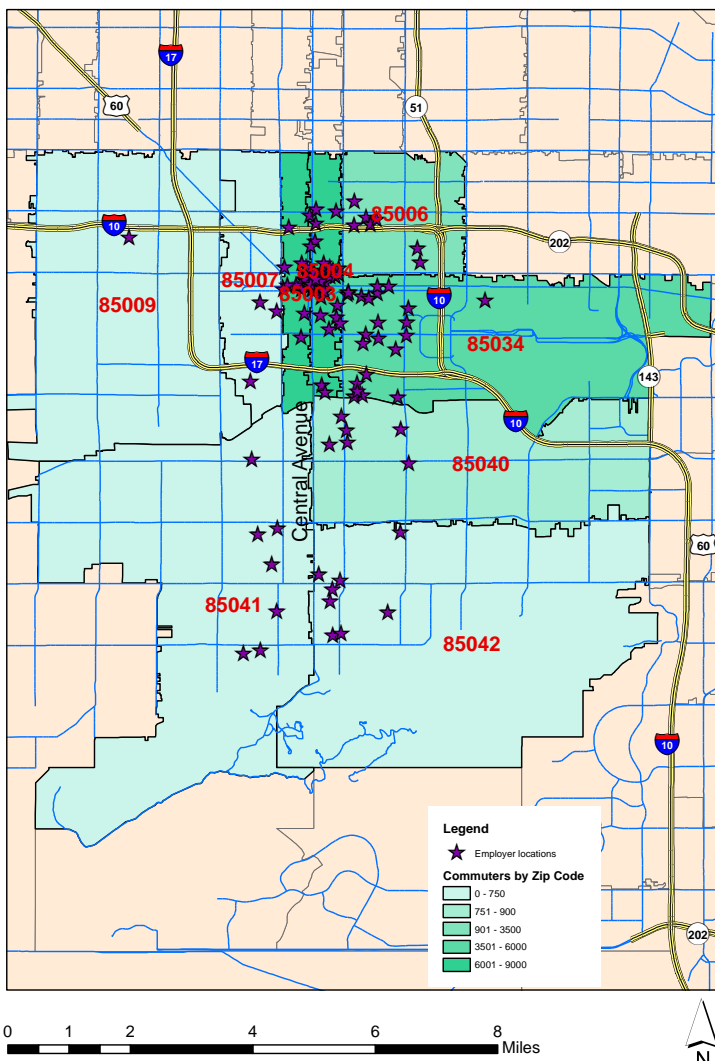 17
60
51
85006
10
202
85007
85004
85003
10
85009
85034
17
143
10
Central Avenue
85040
60
85041
85042
10
Legend
Employer locations
Commuters by Zip Code
0 - 750
751 - 900
901 - 3500
3501 - 6000
6001 - 9000
202
0 1 2 4 6 8
Miles
N